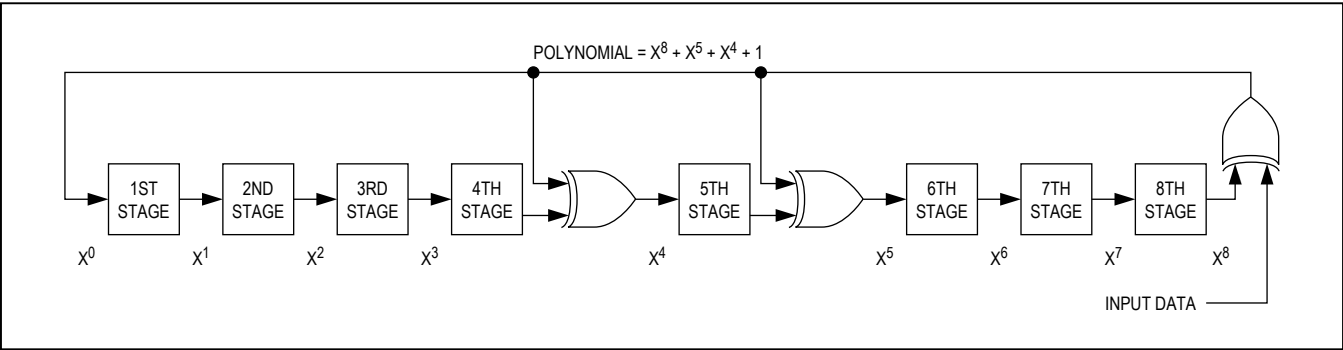 POLYNOMIAL = X⁸ + X⁵ + X⁴ + 1
1ST
STAGE
2ND
STAGE
3RD
STAGE
4TH
STAGE
5TH
STAGE
6TH
STAGE
7TH
STAGE
8TH
STAGE
X⁰
X¹
X²
X³
X⁴
X⁵
X⁶
X⁷
X⁸
INPUT DATA